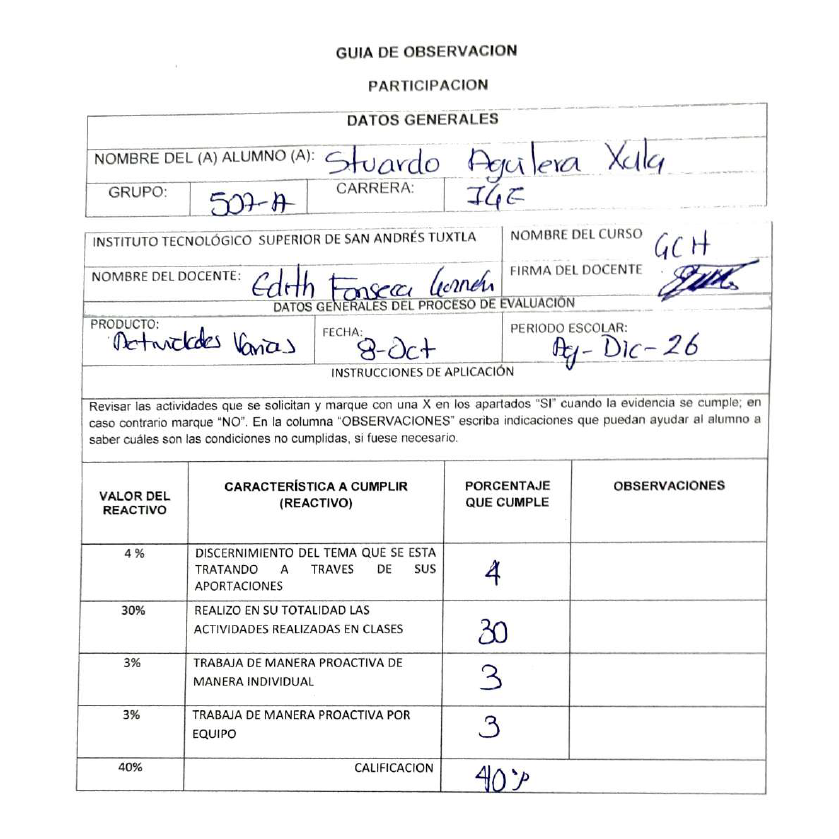 GUIA DE OBSERVACION
PARTICIPACION
DATOS GENERALES
NOMBRE DEL (A) ALUMNO (A): Stuardo Aguilera Xala
GRUPO: 507-A CARRERA: IGE
INSTITUTO TECNOLÓGICO SUPERIOR DE SAN ANDRÉS TUXTLA NOMBRE DEL CURSO GCH
NOMBRE DEL DOCENTE: Edith Fonseca FIRMA DEL DOCENTE
DATOS GENERALES DEL PROCESO DE EVALUACIÓN
PRODUCTO: Actividades Varias FECHA: 8-Oct PERIODO ESCOLAR: Ag-Dic-26
INSTRUCCIONES DE APLICACIÓN
Revisar las actividades que se solicitan y marque con una X en los apartados "SI" cuando la evidencia se cumple; en
caso contrario marque "NO". En la columna "OBSERVACIONES" escriba indicaciones que puedan ayudar al alumno a
saber cuáles son las condiciones no cumplidas, si fuese necesario.
VALOR DEL REACTIVO CARACTERÍSTICA A CUMPLIR (REACTIVO) PORCENTAJE QUE CUMPLE OBSERVACIONES
4 % DISCERNIMIENTO DEL TEMA QUE SE ESTA
TRATANDO A TRAVES DE SUS
APORTACIONES 4
30% REALIZO EN SU TOTALIDAD LAS
ACTIVIDADES REALIZADAS EN CLASES 30
3% TRABAJA DE MANERA PROACTIVA DE
MANERA INDIVIDUAL 3
3% TRABAJA DE MANERA PROACTIVA POR
EQUIPO 3
40% CALIFICACION 40%